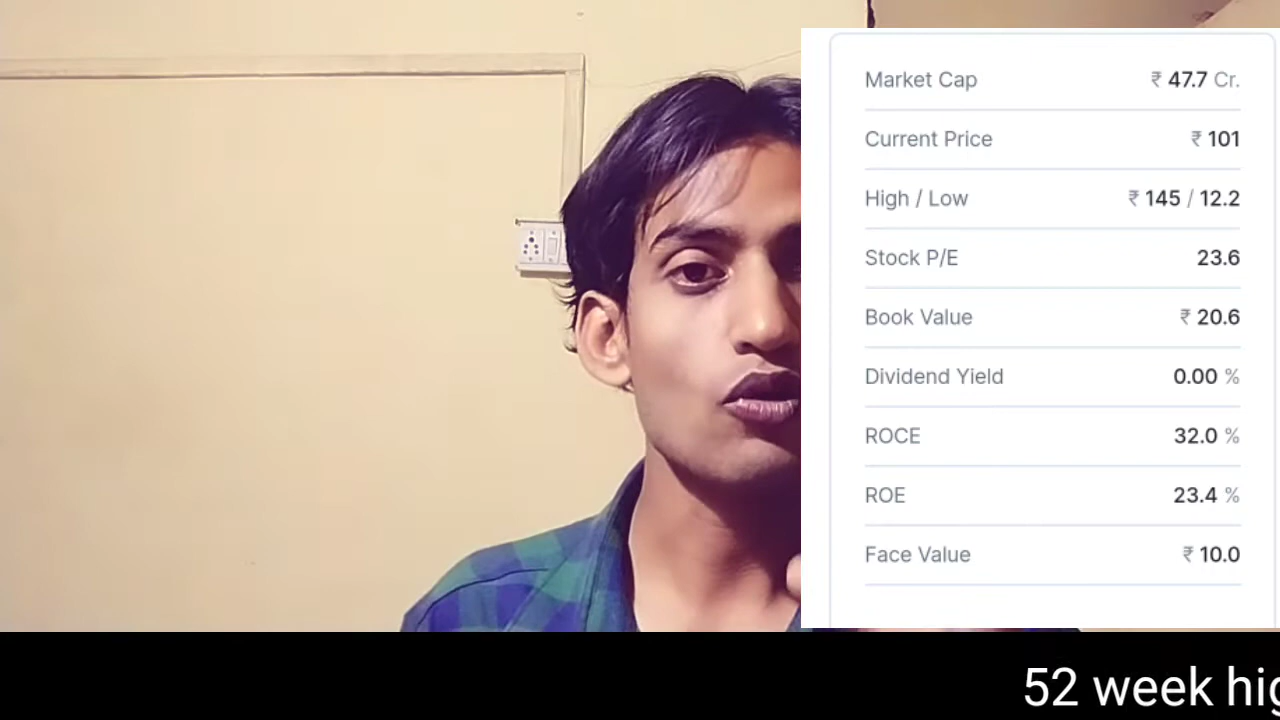 Market Cap ₹ 47.7 Cr.
Current Price ₹ 101
High / Low ₹ 145 / 12.2
Stock P/E 23.6
Book Value ₹ 20.6
Dividend Yield 0.00 %
ROCE 32.0 %
ROE 23.4 %
Face Value ₹ 10.0
52 week